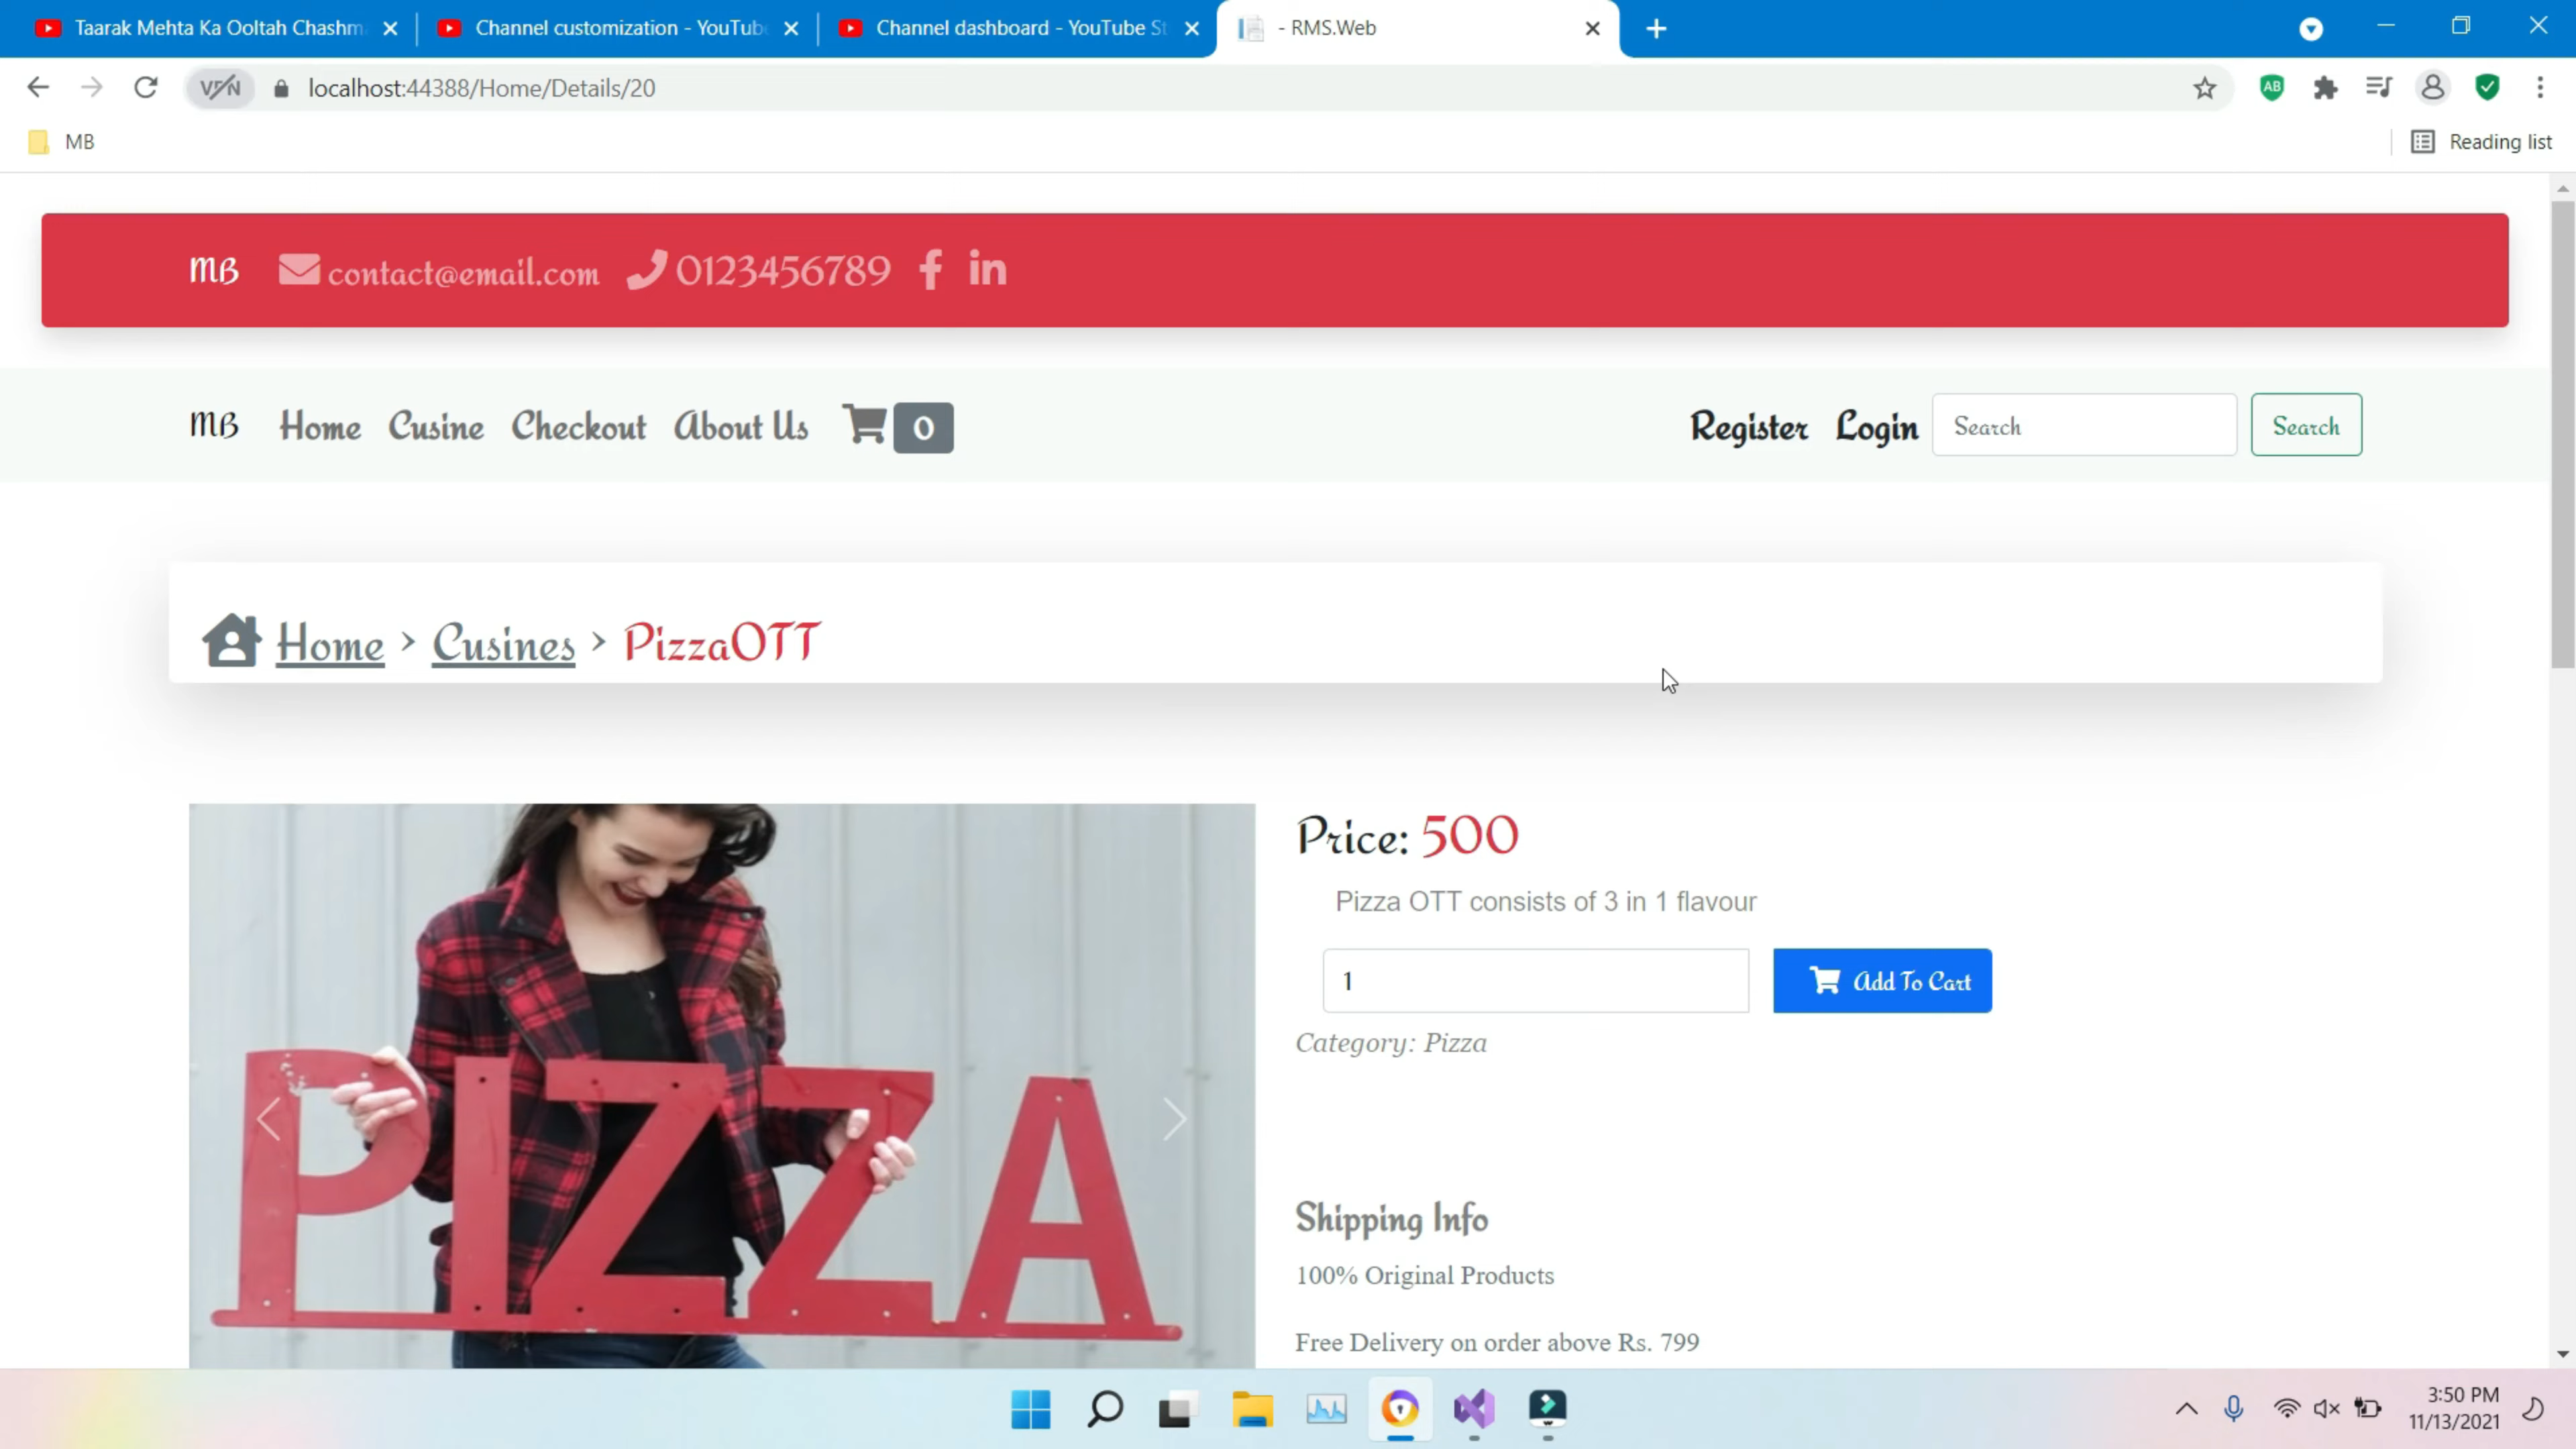 Taarak Mehta Ka Ooltah Chashm
Channel customization - YouTub
Channel dashboard - YouTube St
- RMS.Web
VPN
localhost:44388/Home/Details/20
AB
MB
Reading list
MB contact@email.com 0123456789
MB Home Cusine Checkout About Us 0 Register Login Search Search
Home > Cusines > PizzaOTT
Price: 500
Pizza OTT consists of 3 in 1 flavour
1 Add To Cart
Category: Pizza
PIZZA
Shipping Info
100% Original Products
Free Delivery on order above Rs. 799
3:50 PM
11/13/2021